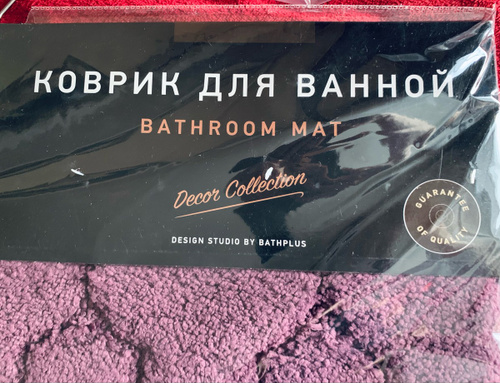 КОВРИК ДЛЯ ВАННОЙ
BATHROOM MAT
Decor Collection
GUARANTEE
OF QUALITY
DESIGN STUDIO BY BATHPLUS